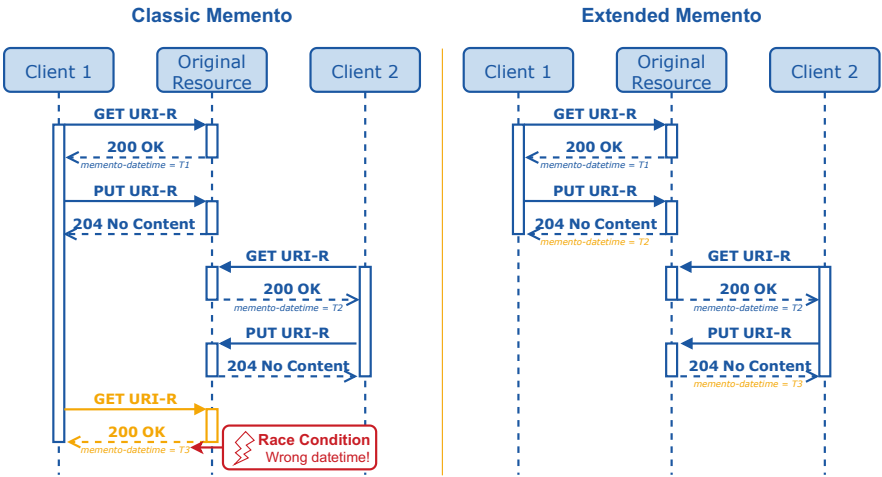 Classic Memento
Client 1
Original
Resource
Client 2
GET URI-R
200 OK
memento-datetime = T1
PUT URI-R
204 No Content
GET URI-R
200 OK
memento-datetime = T2
PUT URI-R
204 No Content
GET URI-R
200 OK
memento-datetime = T3
Race Condition
Wrong datetime!
Extended Memento
Client 1
Original
Resource
Client 2
GET URI-R
200 OK
memento-datetime = T1
PUT URI-R
204 No Content
memento-datetime = T2
GET URI-R
200 OK
memento-datetime = T2
PUT URI-R
204 No Content
memento-datetime = T3